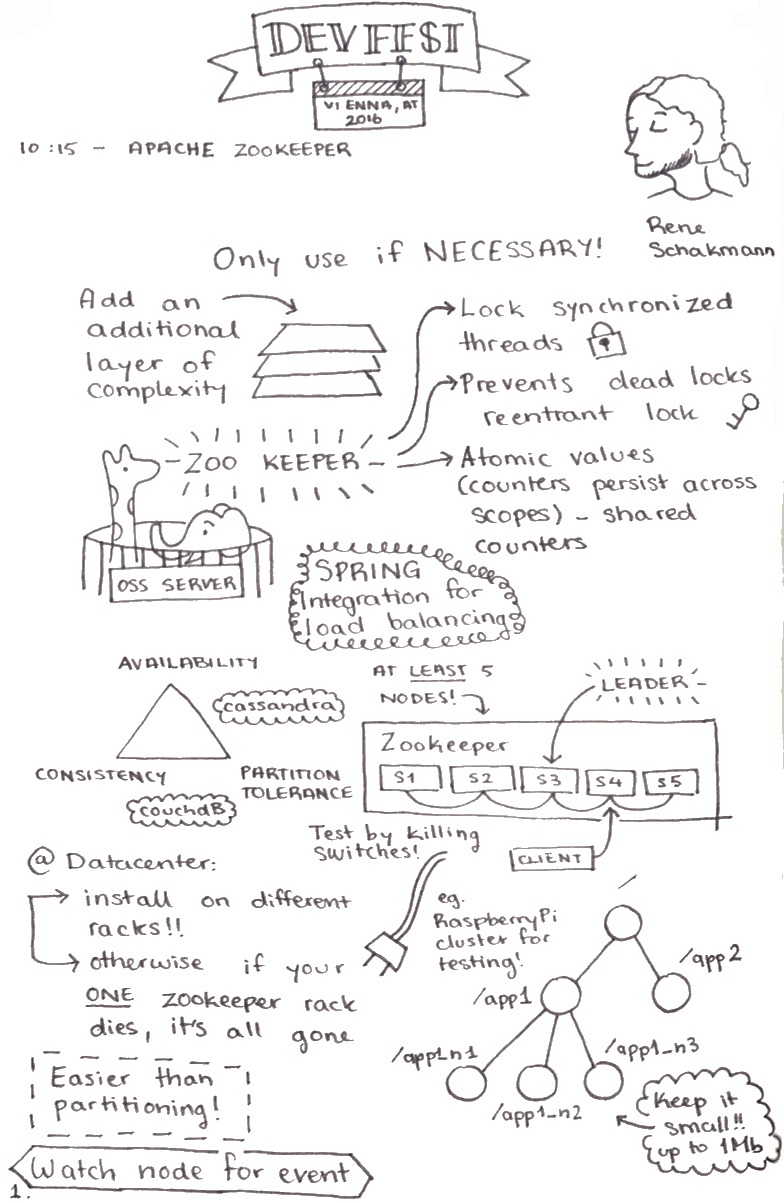 DEVFEST
VIENNA, AT
2016
10:15 - APACHE ZOOKEEPER
Rene
Schakmann
Only use if NECESSARY!
Add an
additional
layer of
complexity
Lock synchronized
threads
Prevents dead locks
reentrant lock
ZOO KEEPER
Atomic values
(counters persist across
scopes) - shared
counters
OSS SERVER
SPRING
Integration for
load balancing
AVAILABILITY
cassandra
CONSISTENCY
PARTITION
TOLERANCE
couchdB
AT LEAST 5
NODES!
LEADER
Zookeeper
S1 S2 S3 S4 S5
CLIENT
Test by killing
switches!
eg.
RaspberryPi
cluster for
testing!
@ Datacenter:
install on different
racks!!
otherwise if your
ONE zookeeper rack
dies, it's all gone
/
/app1
/app2
/app1_n1
/app1_n2
/app1_n3
Keep it
small!!
up to 1Mb
Easier than
partitioning!
Watch node for event
1.